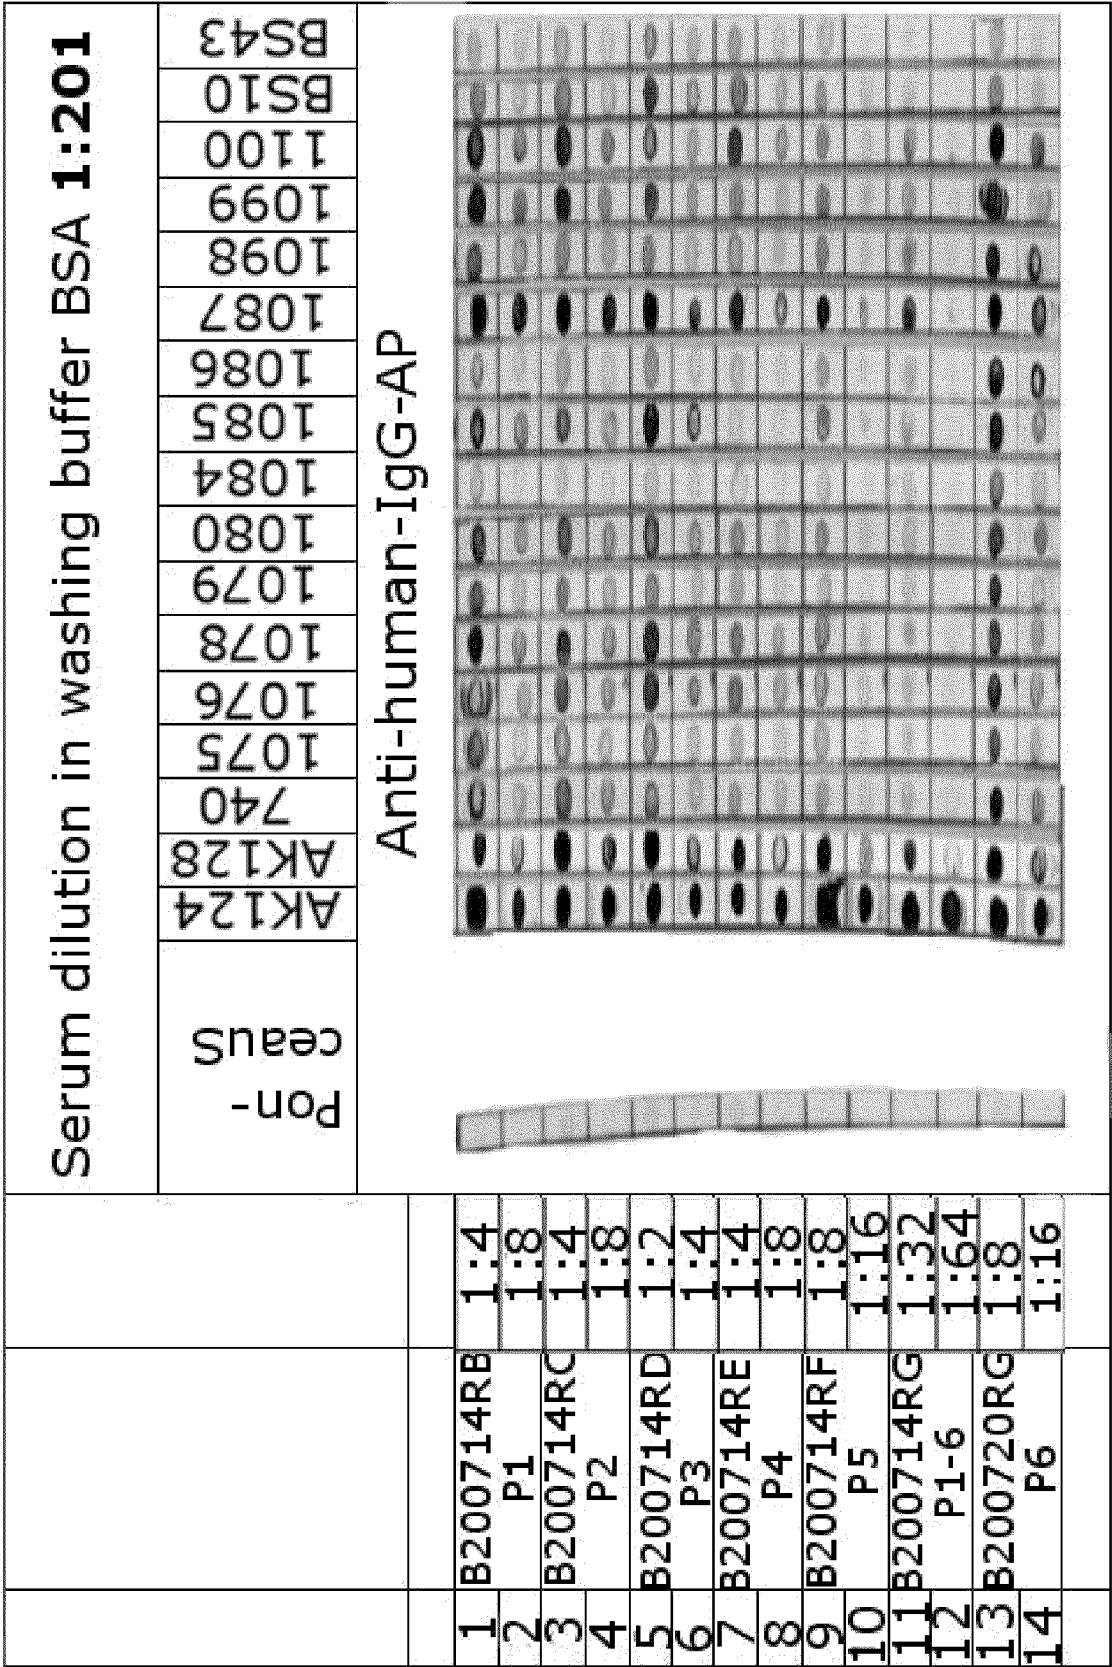 Serum dilution in washing buffer BSA 1:201
Pon-
ceauS
AK124
AK128
740
1075
1076
1078
1079
1080
1084
1085
1086
1087
1098
1099
1100
BS10
BS43
Anti-human-IgG-AP
1 B200714RB 1:4
2 P1 1:8
3 B200714RC 1:4
4 P2 1:8
5 B200714RD 1:2
6 P3 1:4
7 B200714RE 1:4
8 P4 1:8
9 B200714RF 1:8
10 P5 1:16
11 B200714RG 1:32
12 P1-6 1:64
13 B200720RG 1:8
14 P6 1:16